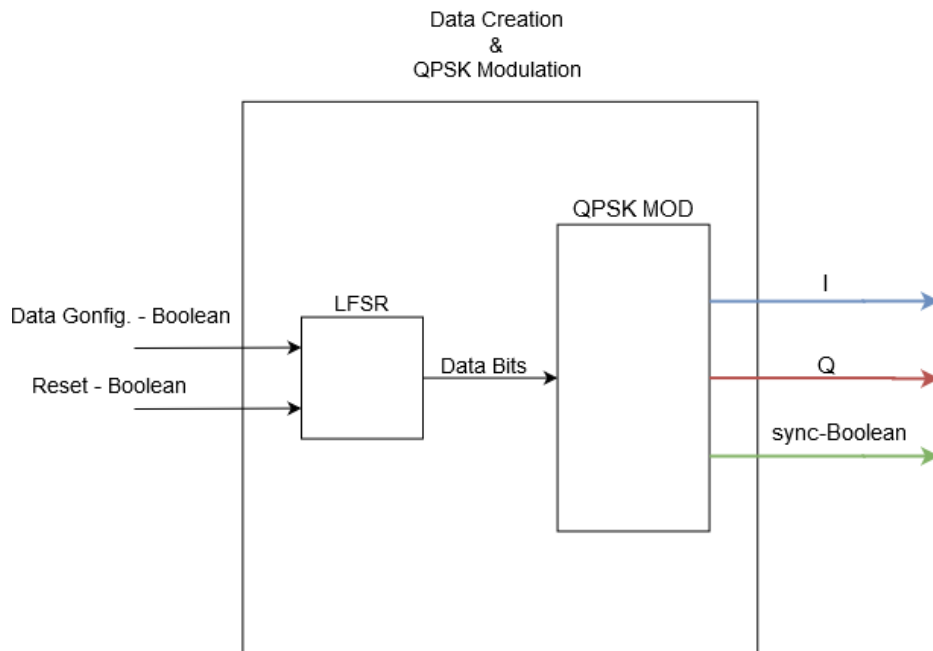 Data Creation
&
QPSK Modulation
QPSK MOD
I
LFSR
Data Gonfig. - Boolean
Data Bits
Q
Reset - Boolean
sync-Boolean